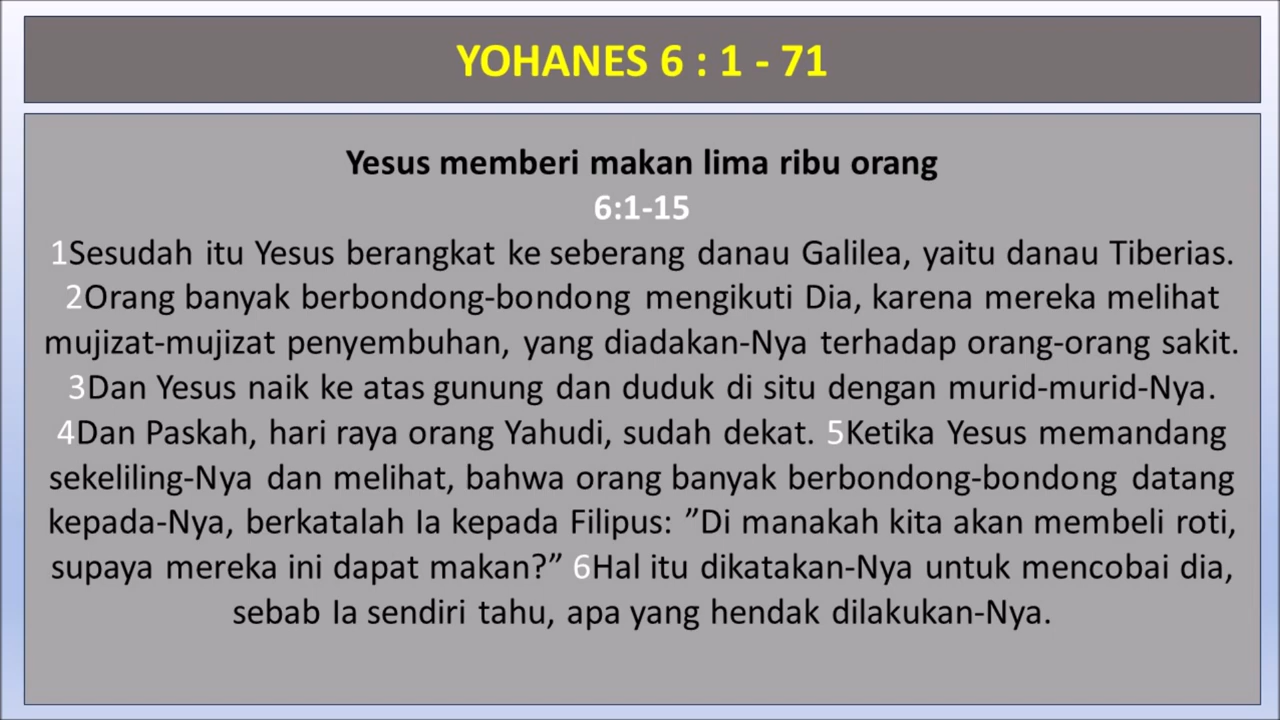 YOHANES 6 : 1 - 71
Yesus memberi makan lima ribu orang
6:1-15
1Sesudah itu Yesus berangkat ke seberang danau Galilea, yaitu danau Tiberias.
2Orang banyak berbondong-bondong mengikuti Dia, karena mereka melihat
mujizat-mujizat penyembuhan, yang diadakan-Nya terhadap orang-orang sakit.
3Dan Yesus naik ke atas gunung dan duduk di situ dengan murid-murid-Nya.
4Dan Paskah, hari raya orang Yahudi, sudah dekat. 5Ketika Yesus memandang
sekeliling-Nya dan melihat, bahwa orang banyak berbondong-bondong datang
kepada-Nya, berkatalah Ia kepada Filipus: ”Di manakah kita akan membeli roti,
supaya mereka ini dapat makan?” 6Hal itu dikatakan-Nya untuk mencobai dia,
sebab Ia sendiri tahu, apa yang hendak dilakukan-Nya.